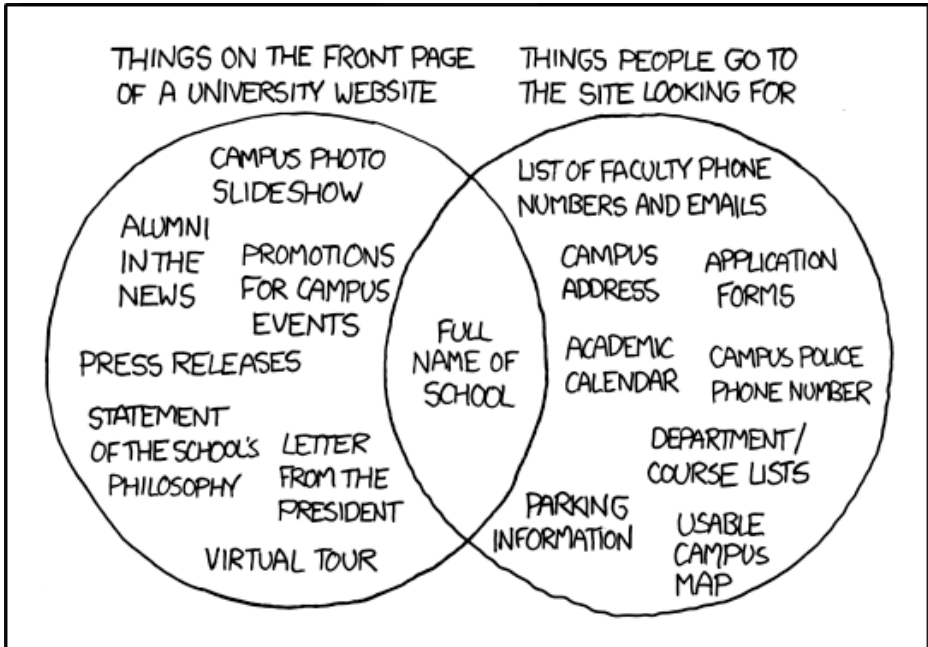 THINGS ON THE FRONT PAGE
OF A UNIVERSITY WEBSITE
THINGS PEOPLE GO TO
THE SITE LOOKING FOR
CAMPUS PHOTO
SLIDESHOW
ALUMNI
IN THE
NEWS
PROMOTIONS
FOR CAMPUS
EVENTS
PRESS RELEASES
STATEMENT
OF THE SCHOOL'S
PHILOSOPHY
LETTER
FROM THE
PRESIDENT
VIRTUAL TOUR
FULL
NAME OF
SCHOOL
LIST OF FACULTY PHONE
NUMBERS AND EMAILS
CAMPUS
ADDRESS
APPLICATION
FORMS
ACADEMIC
CALENDAR
CAMPUS POLICE
PHONE NUMBER
DEPARTMENT/
COURSE LISTS
PARKING
INFORMATION
USABLE
CAMPUS
MAP